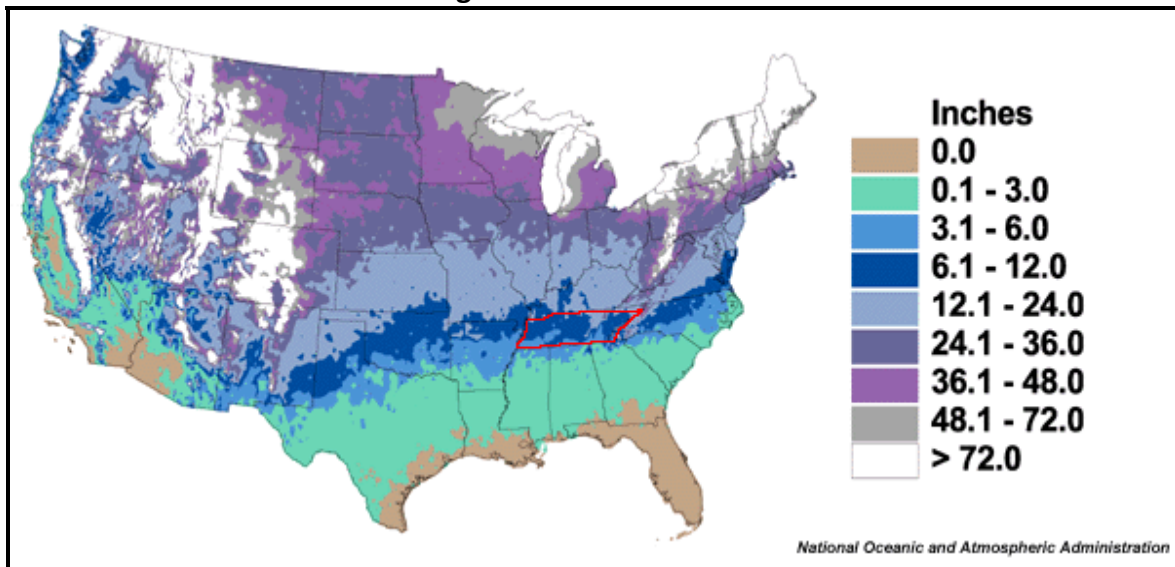 Inches
0.0
0.1 - 3.0
3.1 - 6.0
6.1 - 12.0
12.1 - 24.0
24.1 - 36.0
36.1 - 48.0
48.1 - 72.0
> 72.0
National Oceanic and Atmospheric Administration